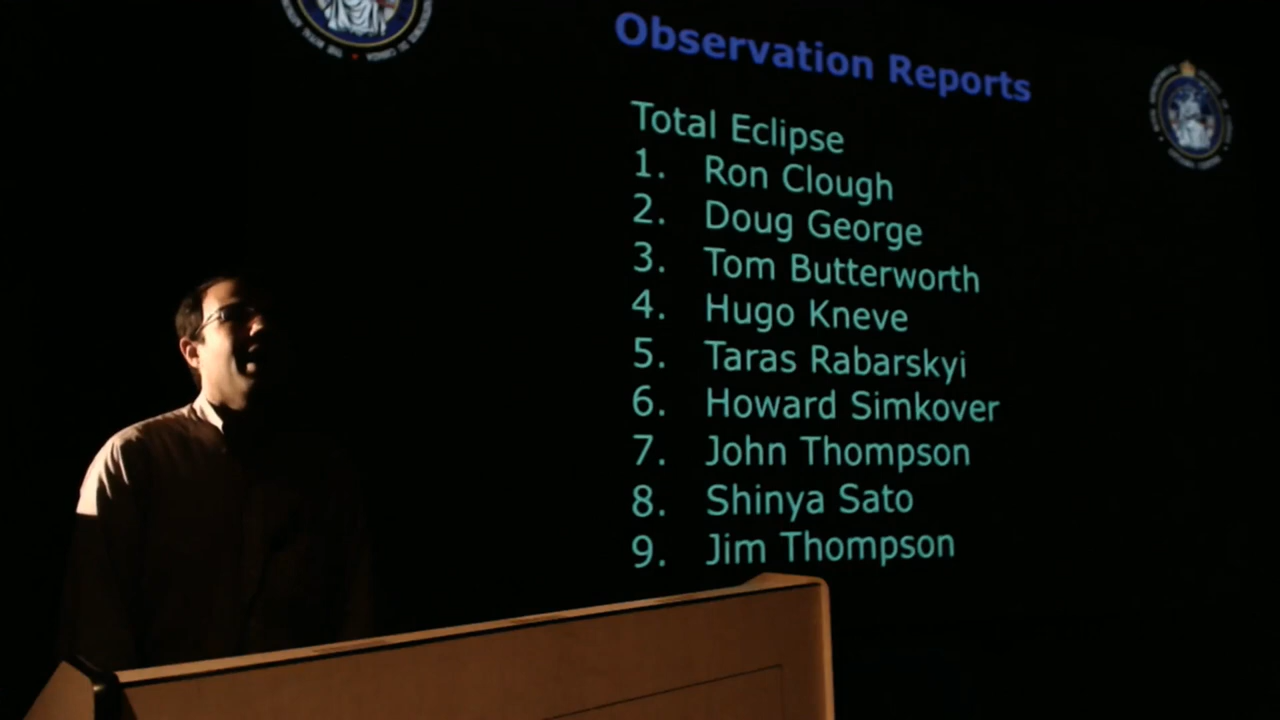 Observation Reports
Total Eclipse
1. Ron Clough
2. Doug George
3. Tom Butterworth
4. Hugo Kneve
5. Taras Rabarskyi
6. Howard Simkover
7. John Thompson
8. Shinya Sato
9. Jim Thompson